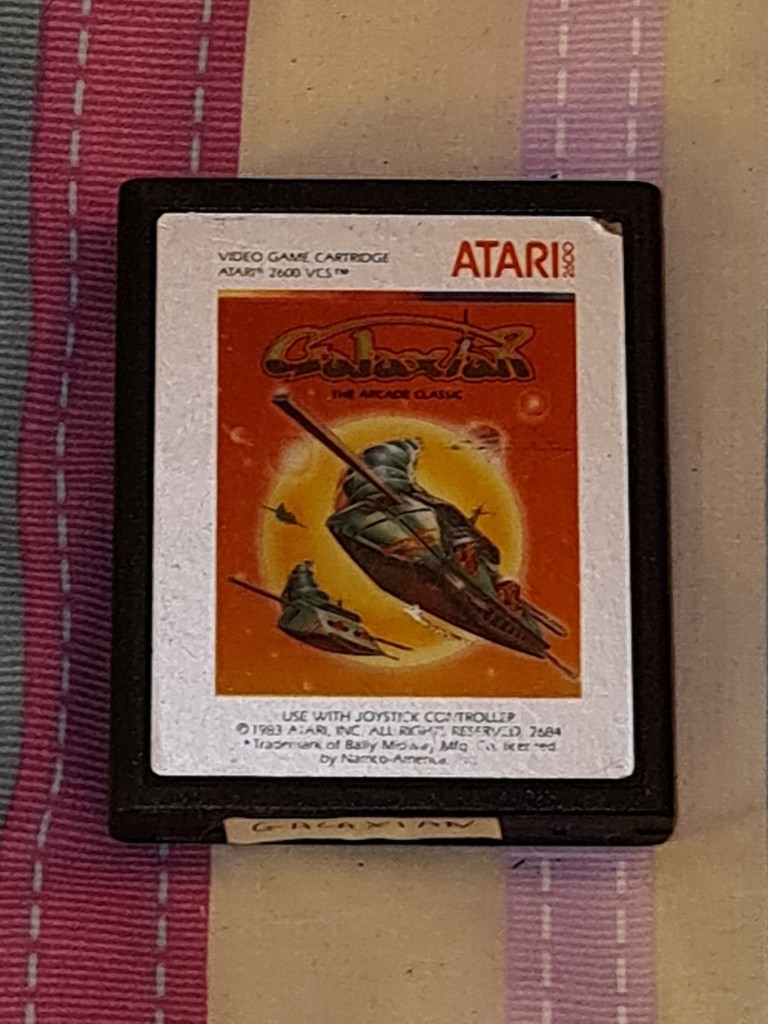 VIDEO GAME CARTRIDGE
ATARI® 2600 VCS™
ATARI 2600
Galaxian
THE ARCADE CLASSIC
USE WITH JOYSTICK CONTROLLER
© 1983 ATARI, INC. ALL RIGHTS RESERVED, 2684
*Trademark of Bally Midway Mfg. Co. licensed
by Namco-America,
GALAXIAN